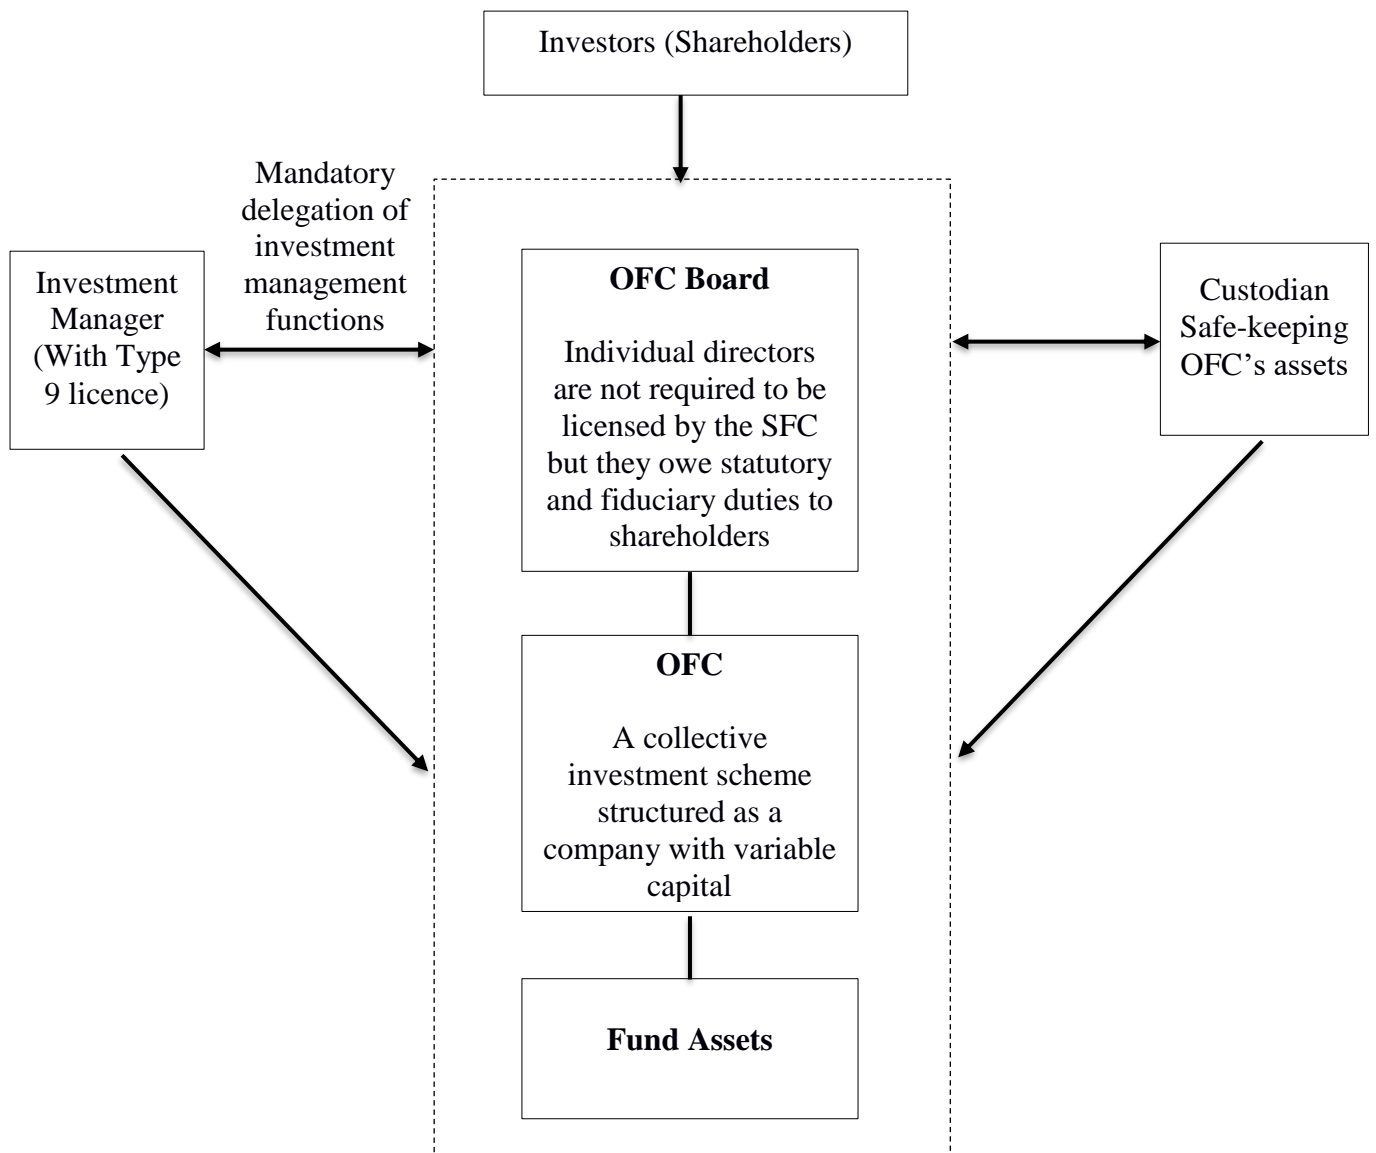 Investors (Shareholders)
Mandatory
delegation of
investment
management
functions
Investment
Manager
(With Type
9 licence)
OFC Board
Individual directors
are not required to be
licensed by the SFC
but they owe statutory
and fiduciary duties to
shareholders
Custodian
Safe-keeping
OFC’s assets
OFC
A collective
investment scheme
structured as a
company with variable
capital
Fund Assets